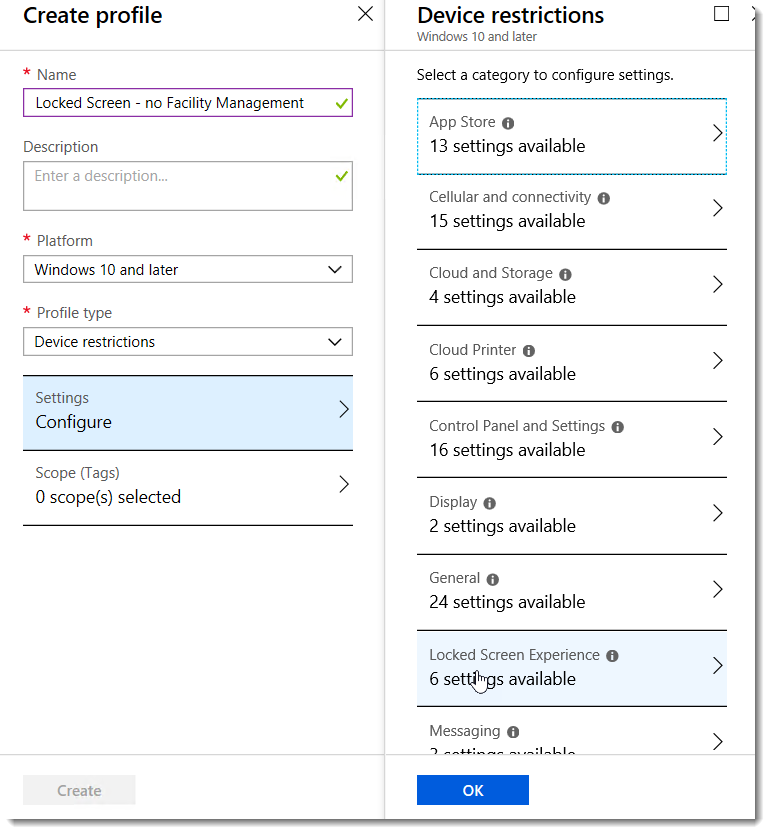 Create profile
* Name
Locked Screen - no Facility Management
Description
Enter a description...
* Platform
Windows 10 and later
* Profile type
Device restrictions
Settings
Configure
Scope (Tags)
0 scope(s) selected
Create
Device restrictions
Windows 10 and later
Select a category to configure settings.
App Store
13 settings available
Cellular and connectivity
15 settings available
Cloud and Storage
4 settings available
Cloud Printer
6 settings available
Control Panel and Settings
16 settings available
Display
2 settings available
General
24 settings available
Locked Screen Experience
6 settings available
Messaging
settings available
OK